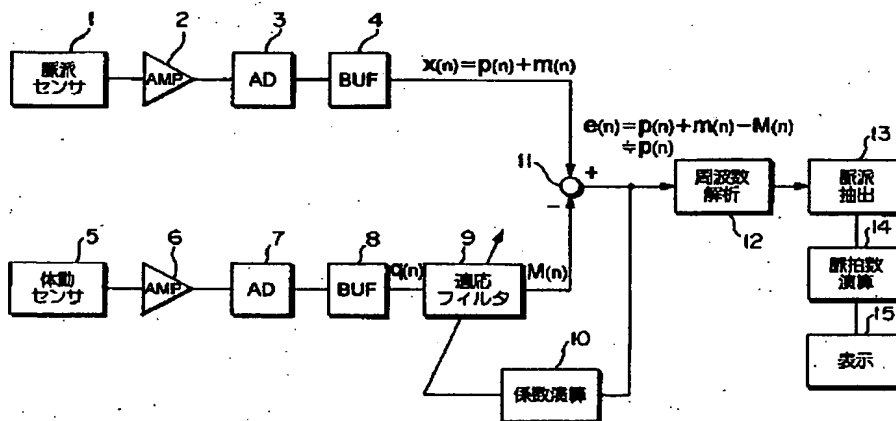 1
脈派
センサ
2
AMP
3
AD
4
BUF
x(n)=p(n)+m(n)
e(n)=p(n)+m(n)-M(n)
≒p(n)
11
+
-
周波数
解析
12
13
脈派
抽出
14
脈拍数
演算
15
表示
5
体動
センサ
6
AMP
7
AD
8
BUF
q(n)
9
適応
フィルタ
M(n)
10
係数演算